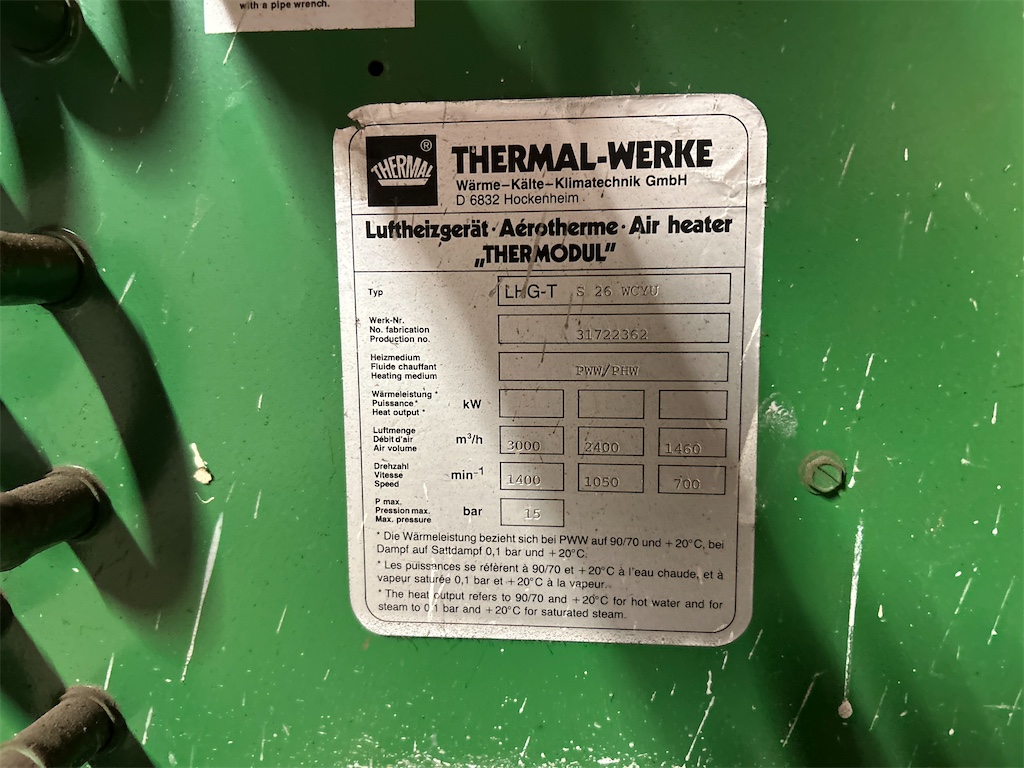 with a pipe wrench.
THERMAL ®
THERMAL-WERKE
Wärme-Kälte-Klimatechnik GmbH
D 6832 Hockenheim
Luftheizgerät · Aérotherme · Air heater
„THERMODUL"
Typ LHG-T S 26 WCYU
Werk-Nr.
No. fabrication
Production no. 31722362
Heizmedium
Fluide chauffant
Heating medium PWW/PHW
Wärmeleistung *
Puissance * kW
Heat output *
Luftmenge
Débit d'air m³/h
Air volume 3000 2400 1460
Drehzahl
Vitesse min⁻¹ 1400 1050 700
Speed
P max.
Pression max. bar 15
Max. pressure
* Die Wärmeleistung bezieht sich bei PWW auf 90/70 und +20°C, bei
Dampf auf Sattdampf 0,1 bar und +20°C.
* Les puissances se réfèrent à 90/70 et +20°C à l'eau chaude, et à
vapeur saturée 0,1 bar et +20°C à la vapeur.
* The heat output refers to 90/70 and +20°C for hot water and for
steam to 0,1 bar and +20°C for saturated steam.